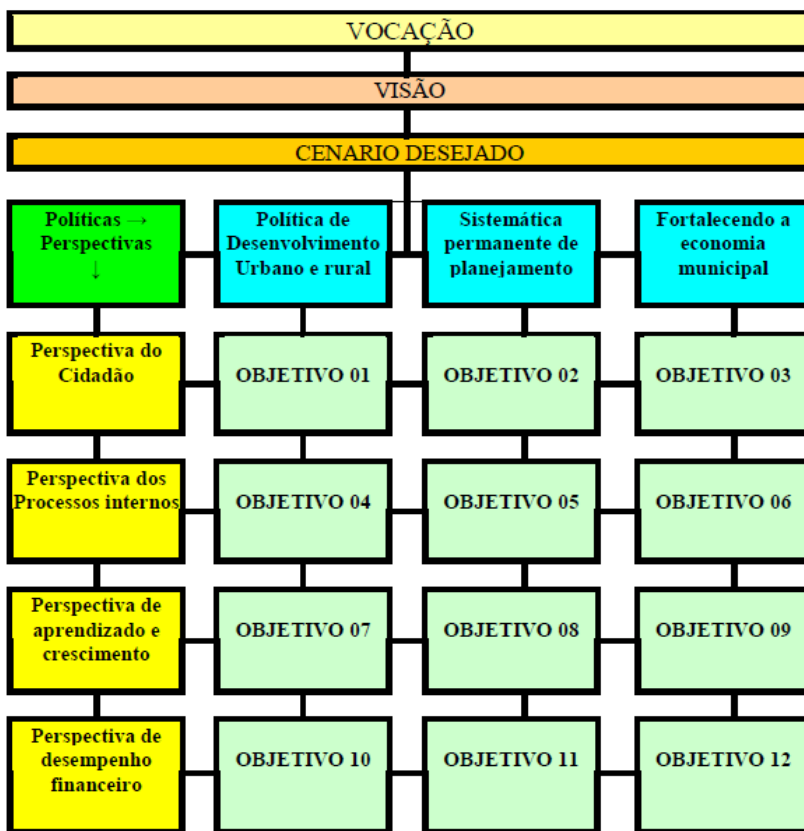 VOCAÇÃO
VISÃO
CENARIO DESEJADO
Políticas →
Perspectivas
↓
Política de
Desenvolvimento
Urbano e rural
Sistemática
permanente de
planejamento
Fortalecendo a
economia
municipal
Perspectiva do
Cidadão
OBJETIVO 01
OBJETIVO 02
OBJETIVO 03
Perspectiva dos
Processos internos
OBJETIVO 04
OBJETIVO 05
OBJETIVO 06
Perspectiva de
aprendizado e
crescimento
OBJETIVO 07
OBJETIVO 08
OBJETIVO 09
Perspectiva de
desempenho
financeiro
OBJETIVO 10
OBJETIVO 11
OBJETIVO 12